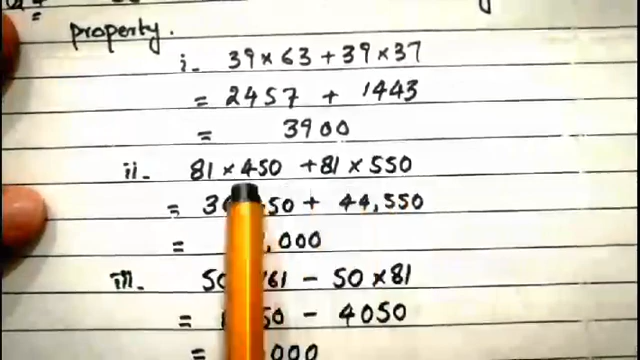 property.
i- 39×63 + 39×37
= 2457 + 1443
= 3900
ii- 81×450 +81×550
= 50 + 44,550
= ,000
iii- 50 61 - 50×81
= 50 - 4050
= 000